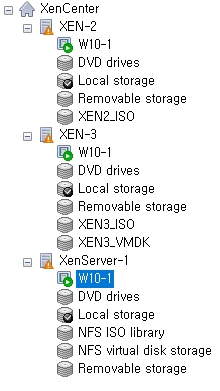 XenCenter
XEN-2
W10-1
DVD drives
Local storage
Removable storage
XEN2_ISO
XEN-3
W10-1
DVD drives
Local storage
Removable storage
XEN3_ISO
XEN3_VMDK
XenServer-1
W10-1
DVD drives
Local storage
NFS ISO library
NFS virtual disk storage
Removable storage